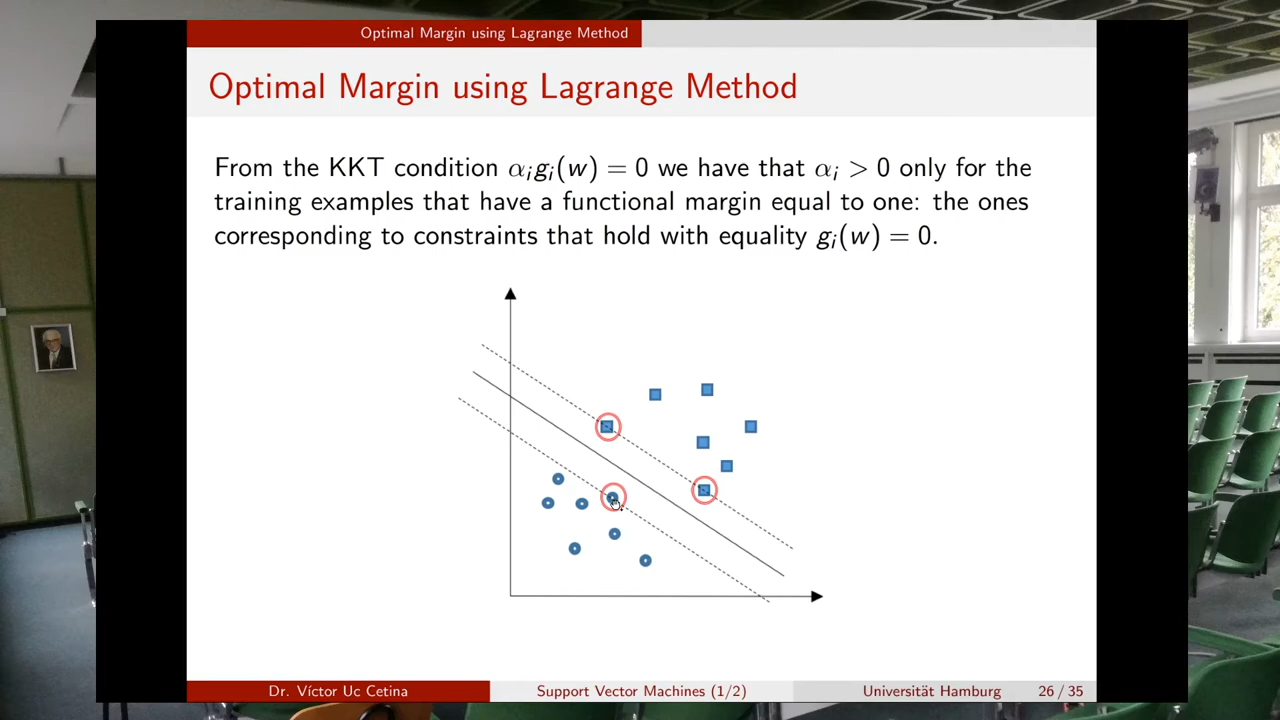 Optimal Margin using Lagrange Method
Optimal Margin using Lagrange Method
From the KKT condition αᵢgᵢ(w) = 0 we have that αᵢ > 0 only for the
training examples that have a functional margin equal to one: the ones
corresponding to constraints that hold with equality gᵢ(w) = 0.
Dr. Víctor Uc Cetina
Support Vector Machines (1/2)
Universität Hamburg
26 / 35